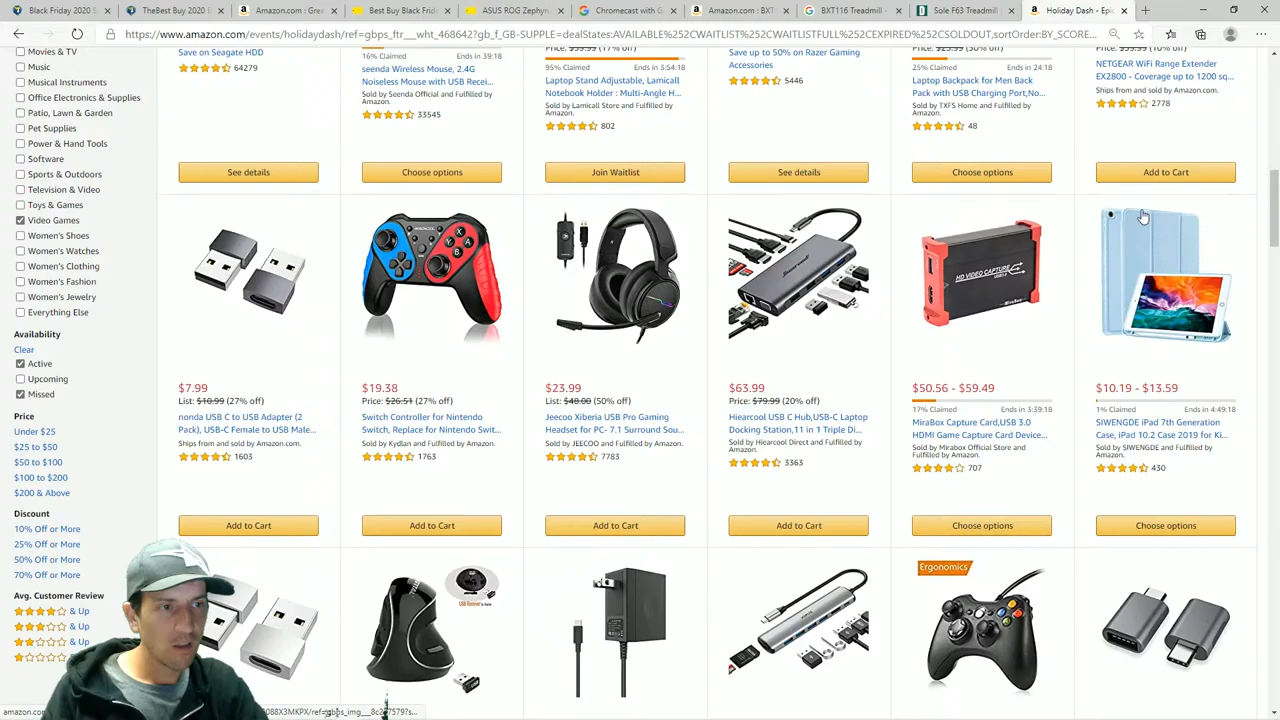 Black Friday 2020 S
TheBest Buy 2020 E
Amazon.com : Gree
Best Buy Black Frida
ASUS ROG Zephyr
Chromecast with G
Amazon.com : BXT
BXT116 Treadmill -
Sole F63 Treadmill
Holiday Dash + Epic
https://www.amazon.com/events/holidaydash/ref=gbps_ftr___wht_468642?gb_f_GB-SUPPLE=dealStates:AVAILABLE%252CWAITLIST%252CWAITLISTFULL%252CEXPIRED%252CSOLDOUT,sortOrder:BY_SCORE...
Movies & TV
Music
Musical Instruments
Office Electronics & Supplies
Patio, Lawn & Garden
Pet Supplies
Power & Hand Tools
Software
Sports & Outdoors
Television & Video
Toys & Games
Video Games
Women's Shoes
Women's Watches
Women's Clothing
Women's Fashion
Women's Jewelry
Everything Else
Availability
Clear
Active
Upcoming
Missed
Price
Under $25
$25 to $50
$50 to $100
$100 to $200
$200 & Above
Discount
10% Off or More
25% Off or More
50% Off or More
70% Off or More
Avg. Customer Review
& Up
& Up
& Up
& Up
Save on Seagate HDD
64279
See details
16% Claimed Ends in 39:18
seenda Wireless Mouse, 2.4G
Noiseless Mouse with USB Recei...
Sold by Seenda Official and Fulfilled by
Amazon.
33545
Choose options
95% Claimed Ends in 3:54:18
Laptop Stand Adjustable, Lamicall
Notebook Holder : Multi-Angle H...
Sold by Lamicall Store and Fulfilled by
Amazon.
802
Join Waitlist
Save up to 50% on Razer Gaming
Accessories
5446
See details
25% Claimed Ends in 24:18
Laptop Backpack for Men Back
Pack with USB Charging Port,No...
Sold by TXFS Home and Fulfilled by
Amazon.
48
Choose options
NETGEAR WiFi Range Extender
EX2800 - Coverage up to 1200 sq...
Ships from and sold by Amazon.com.
2778
Add to Cart
$7.99
List: $10.99 (27% off)
nonda USB C to USB Adapter (2
Pack), USB-C Female to USB Male...
Ships from and sold by Amazon.com.
1603
Add to Cart
$19.38
Price: $26.51 (27% off)
Switch Controller for Nintendo
Switch, Replace for Nintendo Swit...
Sold by Kydlan and Fulfilled by Amazon.
1763
Add to Cart
$23.99
List: $48.00 (50% off)
Jeecoo Xiberia USB Pro Gaming
Headset for PC- 7.1 Surround Sou...
Sold by JEECOO and Fulfilled by Amazon.
7783
Add to Cart
$63.99
Price: $79.99 (20% off)
Hiearcool USB C Hub,USB-C Laptop
Docking Station,11 in 1 Triple Di...
Sold by Hiearcool Direct and Fulfilled by
Amazon.
3363
Add to Cart
HD VIDEO CAPTURE
$50.56 - $59.49
17% Claimed Ends in 3:39:18
MiraBox Capture Card,USB 3.0
HDMI Game Capture Card Device...
Sold by Mirabox Official Store and
Fulfilled by Amazon.
707
Choose options
$10.19 - $13.59
1% Claimed Ends in 4:49:18
SIWENGDE iPad 7th Generation
Case, iPad 10.2 Case 2019 for Ki...
Sold by SIWENGDE and Fulfilled by
Amazon.
430
Choose options
Ergonomics